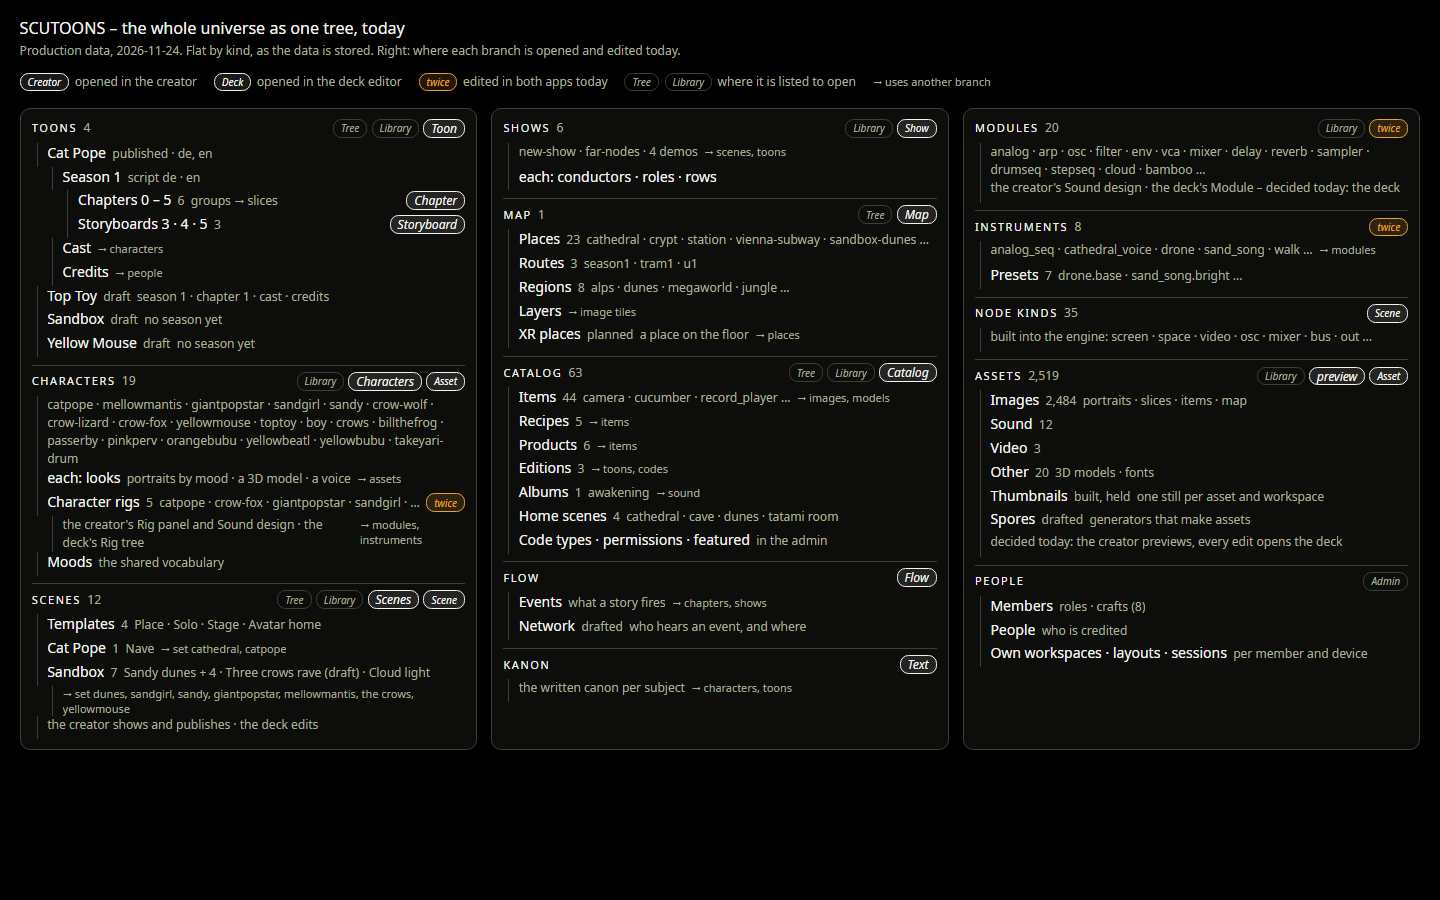 SCUTOONS – the whole universe as one tree, today
Production data, 2026-11-24. Flat by kind, as the data is stored. Right: where each branch is opened and edited today.
Creator opened in the creator Deck opened in the deck editor twice edited in both apps today Tree Library where it is listed to open → uses another branch
TOONS 4 Tree Library Toon
Cat Pope published · de, en
Season 1 script de · en
Chapters 0 – 5 6 groups → slices Chapter
Storyboards 3 · 4 · 5 3 Storyboard
Cast → characters
Credits → people
Top Toy draft season 1 · chapter 1 · cast · credits
Sandbox draft no season yet
Yellow Mouse draft no season yet
CHARACTERS 19 Library Characters Asset
catpope · mellowmantis · giantpopstar · sandgirl · sandy · crow-wolf ·
crow-lizard · crow-fox · yellowmouse · toptoy · boy · crows · billthefrog ·
passerby · pinkperv · orangebubu · yellowbeatl · yellowbubu · takeyari-
drum
each: looks portraits by mood · a 3D model · a voice → assets
Character rigs 5 catpope · crow-fox · giantpopstar · sandgirl · ... twice
the creator's Rig panel and Sound design · the → modules,
deck's Rig tree instruments
Moods the shared vocabulary
SCENES 12 Tree Library Scenes Scene
Templates 4 Place · Solo · Stage · Avatar home
Cat Pope 1 Nave → set cathedral, catpope
Sandbox 7 Sandy dunes + 4 · Three crows rave (draft) · Cloud light
→ set dunes, sandgirl, sandy, giantpopstar, mellowmantis, the crows,
yellowmouse
the creator shows and publishes · the deck edits
SHOWS 6 Library Show
new-show · far-nodes · 4 demos → scenes, toons
each: conductors · roles · rows
MAP 1 Tree Map
Places 23 cathedral · crypt · station · vienna-subway · sandbox-dunes ...
Routes 3 season1 · tram1 · u1
Regions 8 alps · dunes · megaworld · jungle ...
Layers → image tiles
XR places planned a place on the floor → places
CATALOG 63 Tree Library Catalog
Items 44 camera · cucumber · record_player ... → images, models
Recipes 5 → items
Products 6 → items
Editions 3 → toons, codes
Albums 1 awakening → sound
Home scenes 4 cathedral · cave · dunes · tatami room
Code types · permissions · featured in the admin
FLOW Flow
Events what a story fires → chapters, shows
Network drafted who hears an event, and where
KANON Text
the written canon per subject → characters, toons
MODULES 20 Library twice
analog · arp · osc · filter · env · vca · mixer · delay · reverb · sampler ·
drumseq · stepseq · cloud · bamboo ...
the creator's Sound design · the deck's Module – decided today: the deck
INSTRUMENTS 8 twice
analog_seq · cathedral_voice · drone · sand_song · walk ... → modules
Presets 7 drone.base · sand_song.bright ...
NODE KINDS 35 Scene
built into the engine: screen · space · video · osc · mixer · bus · out ...
ASSETS 2,519 Library preview Asset
Images 2,484 portraits · slices · items · map
Sound 12
Video 3
Other 20 3D models · fonts
Thumbnails built, held one still per asset and workspace
Spores drafted generators that make assets
decided today: the creator previews, every edit opens the deck
PEOPLE Admin
Members roles · crafts (8)
People who is credited
Own workspaces · layouts · sessions per member and device